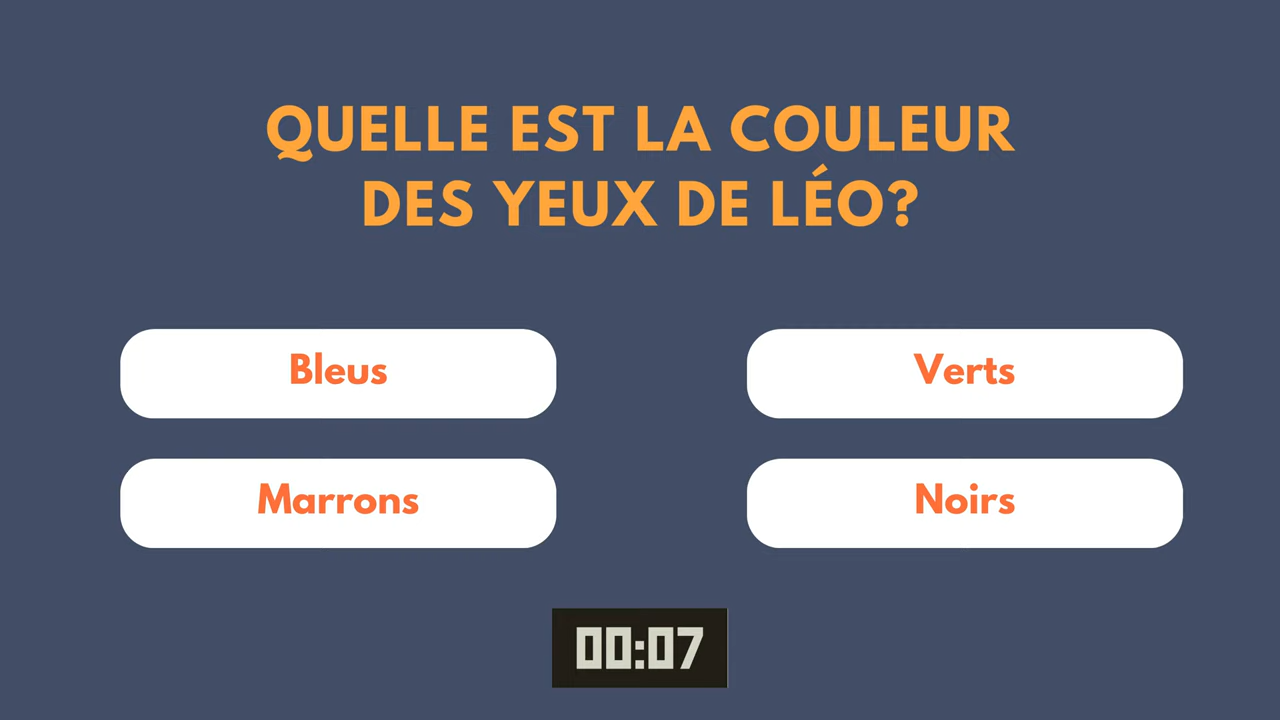 QUELLE EST LA COULEUR
DES YEUX DE LÉO?
Bleus
Verts
Marrons
Noirs
00:07